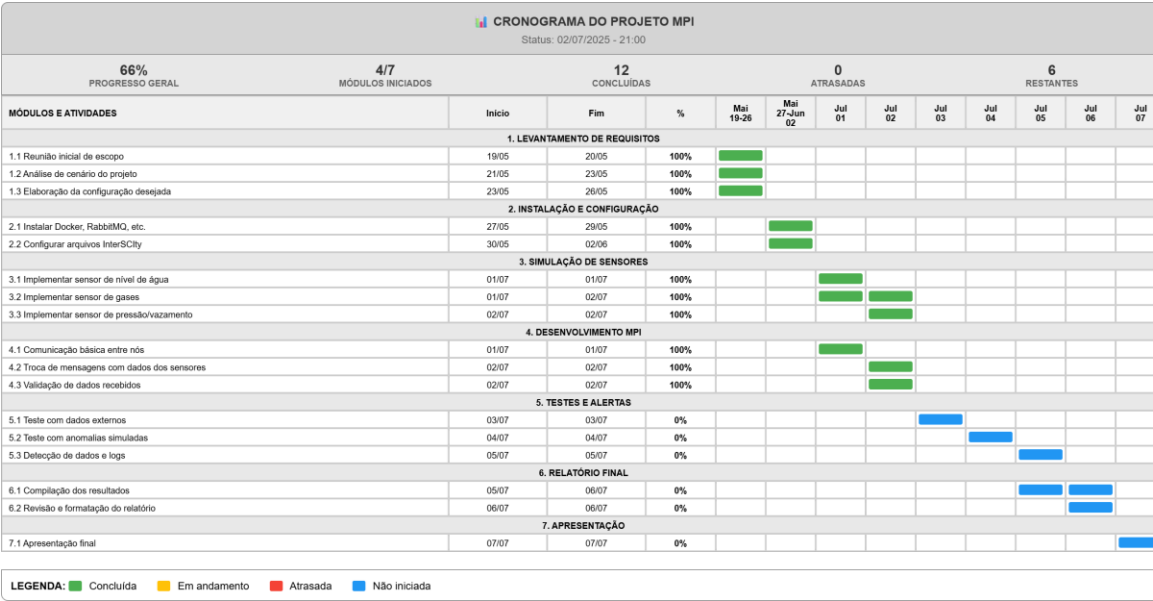 CRONOGRAMA DO PROJETO MPI
Status: 02/07/2025 - 21:00
66% 4/7 12 0 6
PROGRESSO GERAL MÓDULOS INICIADOS CONCLUÍDAS ATRASADAS RESTANTES
MÓDULOS E ATIVIDADES Início Fim % Mai 19-26 Mai 27-Jun 02 Jul 01 Jul 02 Jul 03 Jul 04 Jul 05 Jul 06 Jul 07
1. LEVANTAMENTO DE REQUISITOS
1.1 Reunião inicial de escopo 19/05 20/05 100%
1.2 Análise de cenário do projeto 21/05 23/05 100%
1.3 Elaboração da configuração desejada 23/05 26/05 100%
2. INSTALAÇÃO E CONFIGURAÇÃO
2.1 Instalar Docker, RabbitMQ, etc. 27/05 29/05 100%
2.2 Configurar arquivos InterSCIty 30/05 02/06 100%
3. SIMULAÇÃO DE SENSORES
3.1 Implementar sensor de nível de água 01/07 01/07 100%
3.2 Implementar sensor de gases 01/07 02/07 100%
3.3 Implementar sensor de pressão/vazamento 02/07 02/07 100%
4. DESENVOLVIMENTO MPI
4.1 Comunicação básica entre nós 01/07 01/07 100%
4.2 Troca de mensagens com dados dos sensores 02/07 02/07 100%
4.3 Validação de dados recebidos 02/07 02/07 100%
5. TESTES E ALERTAS
5.1 Teste com dados externos 03/07 03/07 0%
5.2 Teste com anomalias simuladas 04/07 04/07 0%
5.3 Detecção de dados e logs 05/07 05/07 0%
6. RELATÓRIO FINAL
6.1 Compilação dos resultados 05/07 06/07 0%
6.2 Revisão e formatação do relatório 06/07 06/07 0%
7. APRESENTAÇÃO
7.1 Apresentação final 07/07 07/07 0%
LEGENDA: Concluída Em andamento Atrasada Não iniciada